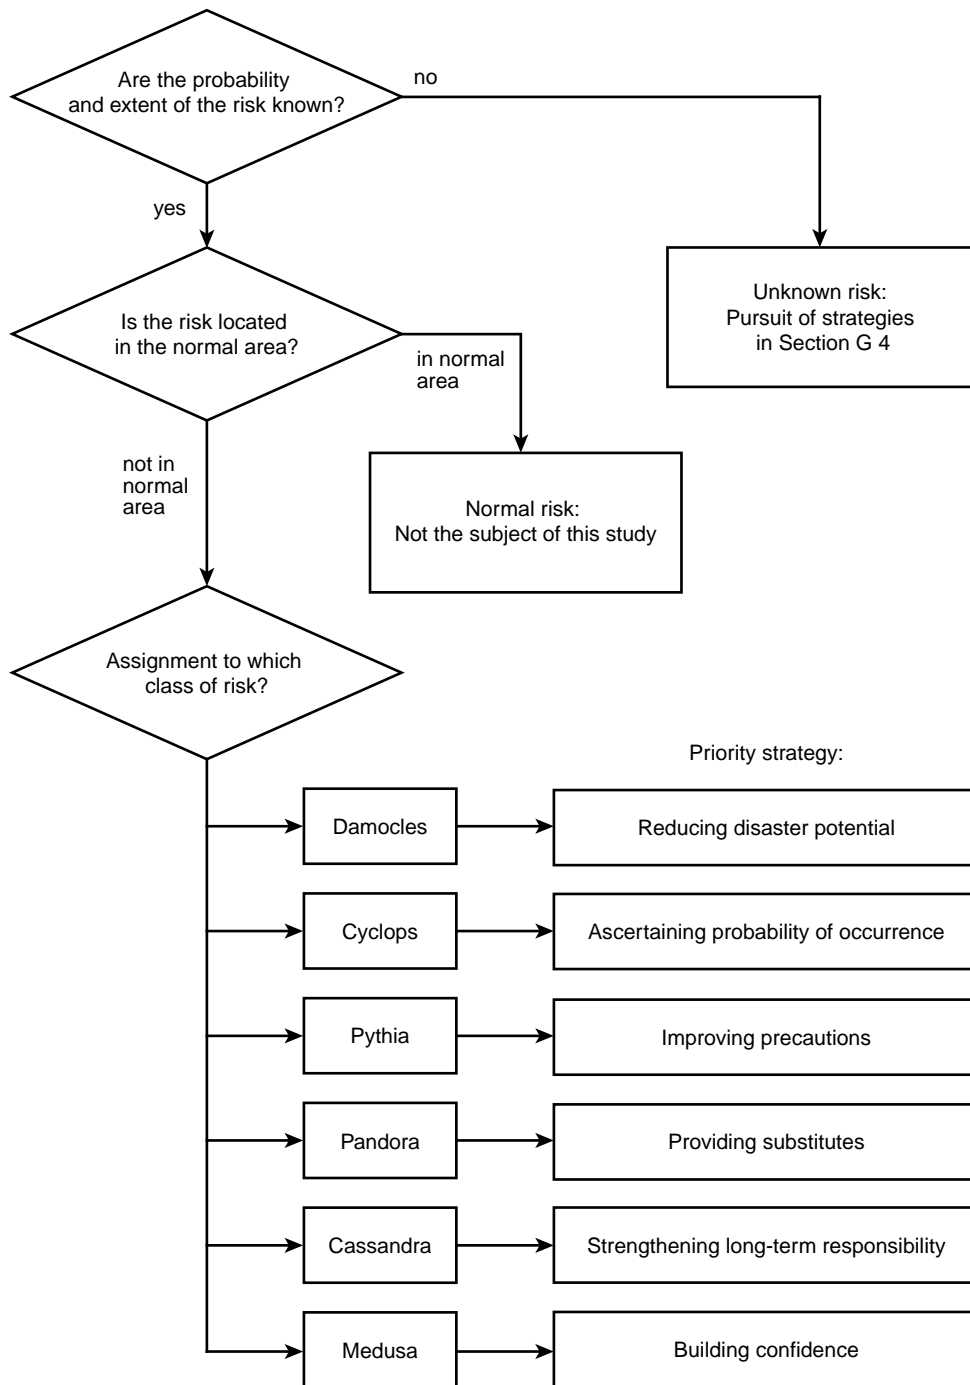 Are the probability
and extent of the risk known?
no
yes
Unknown risk:
Pursuit of strategies
in Section G 4
Is the risk located
in the normal area?
in normal
area
not in
normal
area
Normal risk:
Not the subject of this study
Assignment to which
class of risk?
Priority strategy:
Damocles
Reducing disaster potential
Cyclops
Ascertaining probability of occurrence
Pythia
Improving precautions
Pandora
Providing substitutes
Cassandra
Strengthening long-term responsibility
Medusa
Building confidence